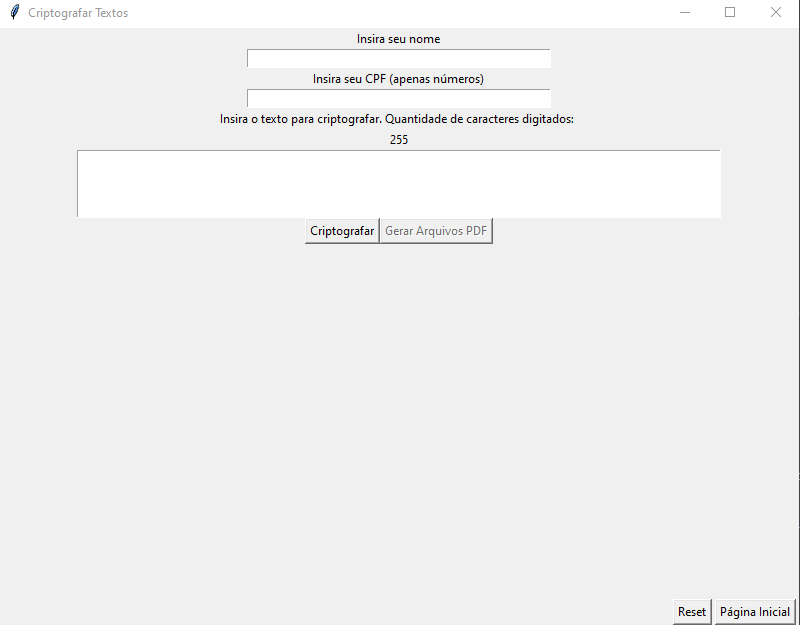 Criptografar Textos
Insira seu nome
Insira seu CPF (apenas números)
Insira o texto para criptografar. Quantidade de caracteres digitados:
255
Criptografar Gerar Arquivos PDF
Reset Página Inicial